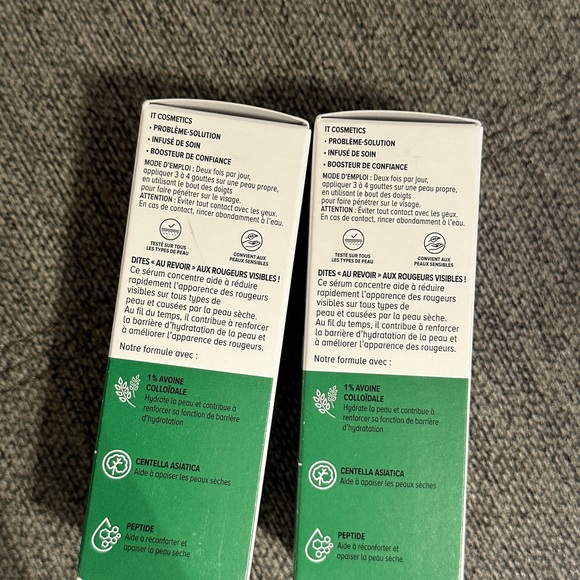 IT COSMETICS
• PROBLÈME-SOLUTION
• INFUSÉ DE SOIN
• BOOSTEUR DE CONFIANCE
MODE D'EMPLOI : Deux fois par jour,
appliquer 3 à 4 gouttes sur une peau propre,
en utilisant le bout des doigts
pour faire pénétrer sur le visage.
ATTENTION : Éviter tout contact avec les yeux.
En cas de contact, rincer abondamment à l'eau.
TESTÉ SUR TOUS
LES TYPES DE PEAU
CONVIENT AUX
PEAUX SENSIBLES
DITES « AU REVOIR » AUX ROUGEURS VISIBLES !
Ce sérum concentre aide à réduire
rapidement l'apparence des rougeurs
visibles sur tous types de
peau et causées par la peau sèche.
Au fil du temps, il contribue à renforcer
la barrière d'hydratation de la peau et
à améliorer l'apparence des rougeurs.
Notre formule avec :
1% AVOINE
COLLOÏDALE
Hydrate la peau et contribue à
renforcer sa fonction de barrière
d'hydratation
CENTELLA ASIATICA
Aide à apaiser les peaux sèches
PEPTIDE
Aide à réconforter et
apaiser la peau sèche
IT COSMETICS
• PROBLÈME-SOLUTION
• INFUSÉ DE SOIN
• BOOSTEUR DE CONFIANCE
MODE D'EMPLOI : Deux fois par jour,
appliquer 3 à 4 gouttes sur une peau propre,
en utilisant le bout des doigts
pour faire pénétrer sur le visage.
ATTENTION : Éviter tout contact avec les yeux.
En cas de contact, rincer abondamment à l'eau.
TESTÉ SUR TOUS
LES TYPES DE PEAU
CONVIENT AUX
PEAUX SENSIBLES
DITES « AU REVOIR » AUX ROUGEURS VISIBLES !
Ce sérum concentre aide à réduire
rapidement l'apparence des rougeurs
visibles sur tous types de
peau et causées par la peau sèche.
Au fil du temps, il contribue à renforcer
la barrière d'hydratation de la peau et
à améliorer l'apparence des rougeurs.
Notre formule avec :
1% AVOINE
COLLOÏDALE
Hydrate la peau et contribue à
renforcer sa fonction de barrière
d'hydratation
CENTELLA ASIATICA
Aide à apaiser les peaux sèches
PEPTIDE
Aide à réconforter et
apaiser la peau sèche